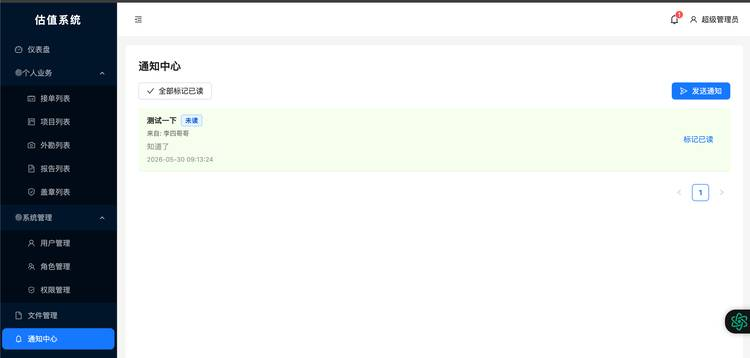 估值系统
1
超级管理员
仪表盘
个人业务
接单列表
项目列表
外勤列表
报告列表
盖章列表
系统管理
用户管理
角色管理
权限管理
文件管理
通知中心
通知中心
全部标记已读
发送通知
测试一下 未读
来自: 李四哥哥
知道了
2026-05-30 09:13:24
标记已读
1